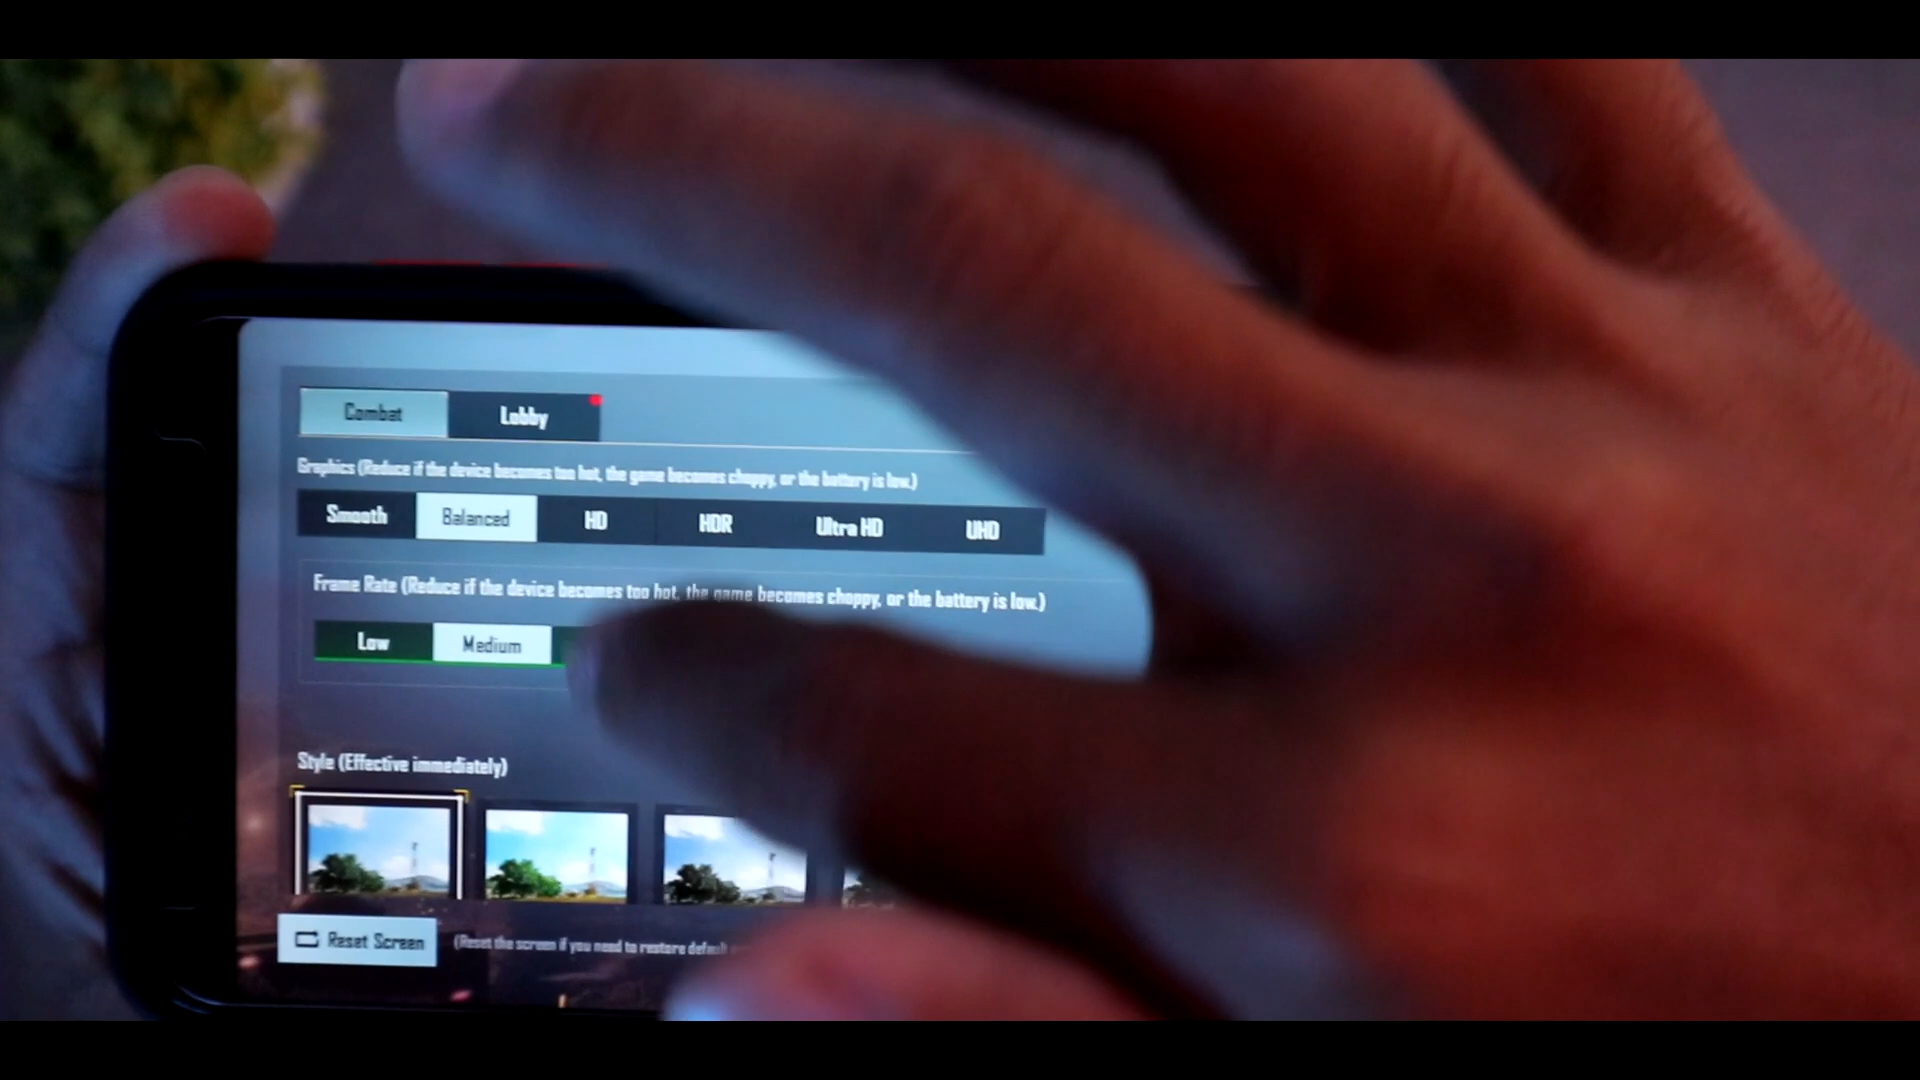 Combat Lobby
Graphics (Reduce if the device becomes too hot, the game becomes choppy, or the battery is low.)
Smooth Balanced HD HDR Ultra HD UHD
Frame Rate (Reduce if the device becomes too hot, the game becomes choppy, or the battery is low.)
Low Medium
Style (Effective immediately)
Reset Screen (Reset the screen if you need to restore